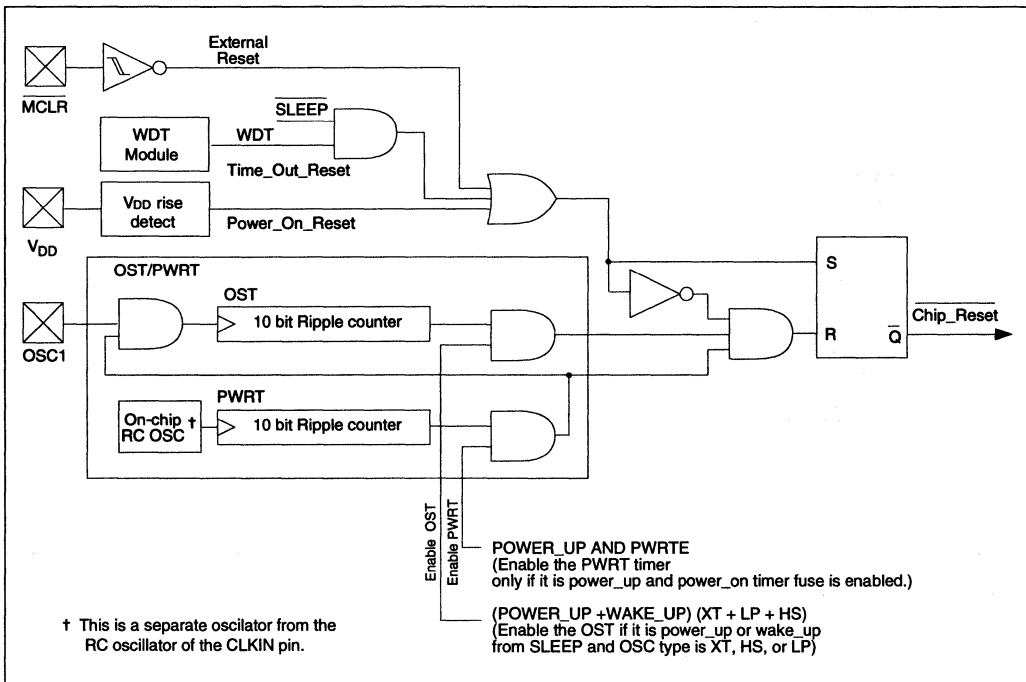 External
Reset
MCLR
SLEEP
WDT
Module
WDT
Time_Out_Reset
VDD rise
detect
Power_On_Reset
VDD
OST/PWRT
S
OST
10 bit Ripple counter
Chip_Reset
OSC1
R
Q
PWRT
On-chip †
RC OSC
10 bit Ripple counter
Enable OST
Enable PWRT
POWER_UP AND PWRTE
(Enable the PWRT timer
only if it is power_up and power_on timer fuse is enabled.)
(POWER_UP +WAKE_UP) (XT + LP + HS)
(Enable the OST if it is power_up or wake_up
from SLEEP and OSC type is XT, HS, or LP)
† This is a separate oscilator from the
RC oscillator of the CLKIN pin.